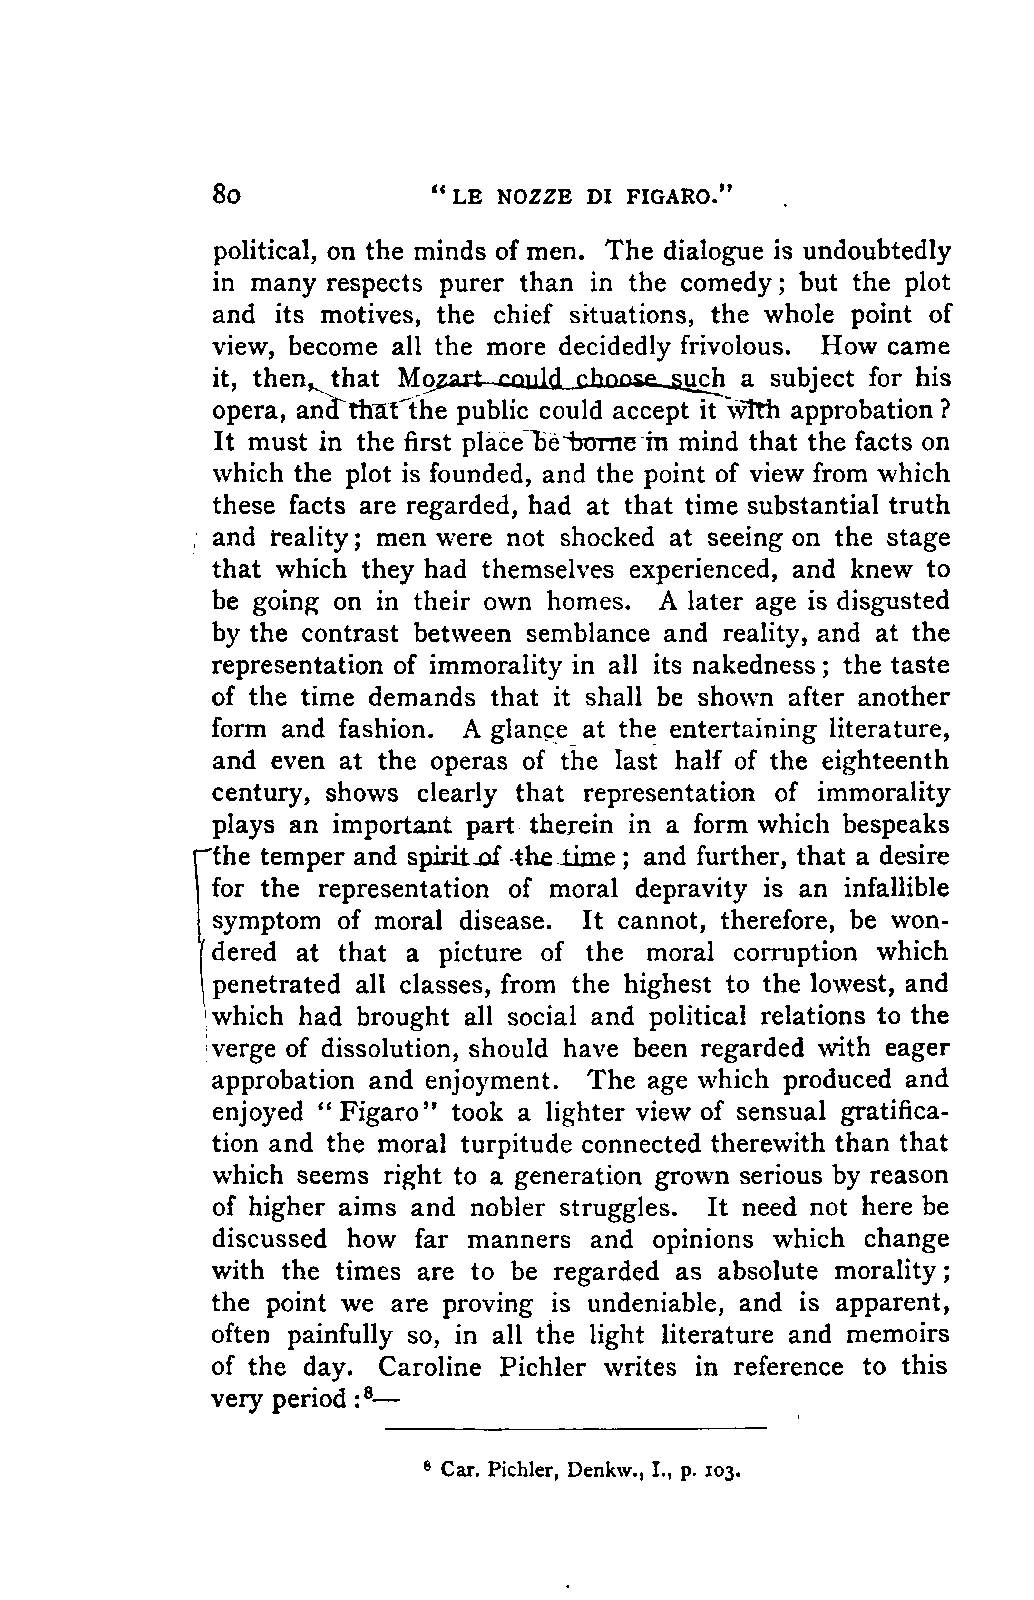 80 "LE NOZZE DI FIGARO."
political, on the minds of men. The dialogue is undoubtedly
in many respects purer than in the comedy; but the plot
and its motives, the chief situations, the whole point of
view, become all the more decidedly frivolous. How came
it, then, that Mozart could choose such a subject for his
opera, and that the public could accept it with approbation?
It must in the first place be borne in mind that the facts on
which the plot is founded, and the point of view from which
these facts are regarded, had at that time substantial truth
and reality; men were not shocked at seeing on the stage
that which they had themselves experienced, and knew to
be going on in their own homes. A later age is disgusted
by the contrast between semblance and reality, and at the
representation of immorality in all its nakedness; the taste
of the time demands that it shall be shown after another
form and fashion. A glance at the entertaining literature,
and even at the operas of the last half of the eighteenth
century, shows clearly that representation of immorality
plays an important part therein in a form which bespeaks
the temper and spirit of the time; and further, that a desire
for the representation of moral depravity is an infallible
symptom of moral disease. It cannot, therefore, be won-
dered at that a picture of the moral corruption which
penetrated all classes, from the highest to the lowest, and
which had brought all social and political relations to the
verge of dissolution, should have been regarded with eager
approbation and enjoyment. The age which produced and
enjoyed "Figaro" took a lighter view of sensual gratifica-
tion and the moral turpitude connected therewith than that
which seems right to a generation grown serious by reason
of higher aims and nobler struggles. It need not here be
discussed how far manners and opinions which change
with the times are to be regarded as absolute morality;
the point we are proving is undeniable, and is apparent,
often painfully so, in all the light literature and memoirs
of the day. Caroline Pichler writes in reference to this
very period:⁸—
⁸ Car. Pichler, Denkw., I., p. 103.